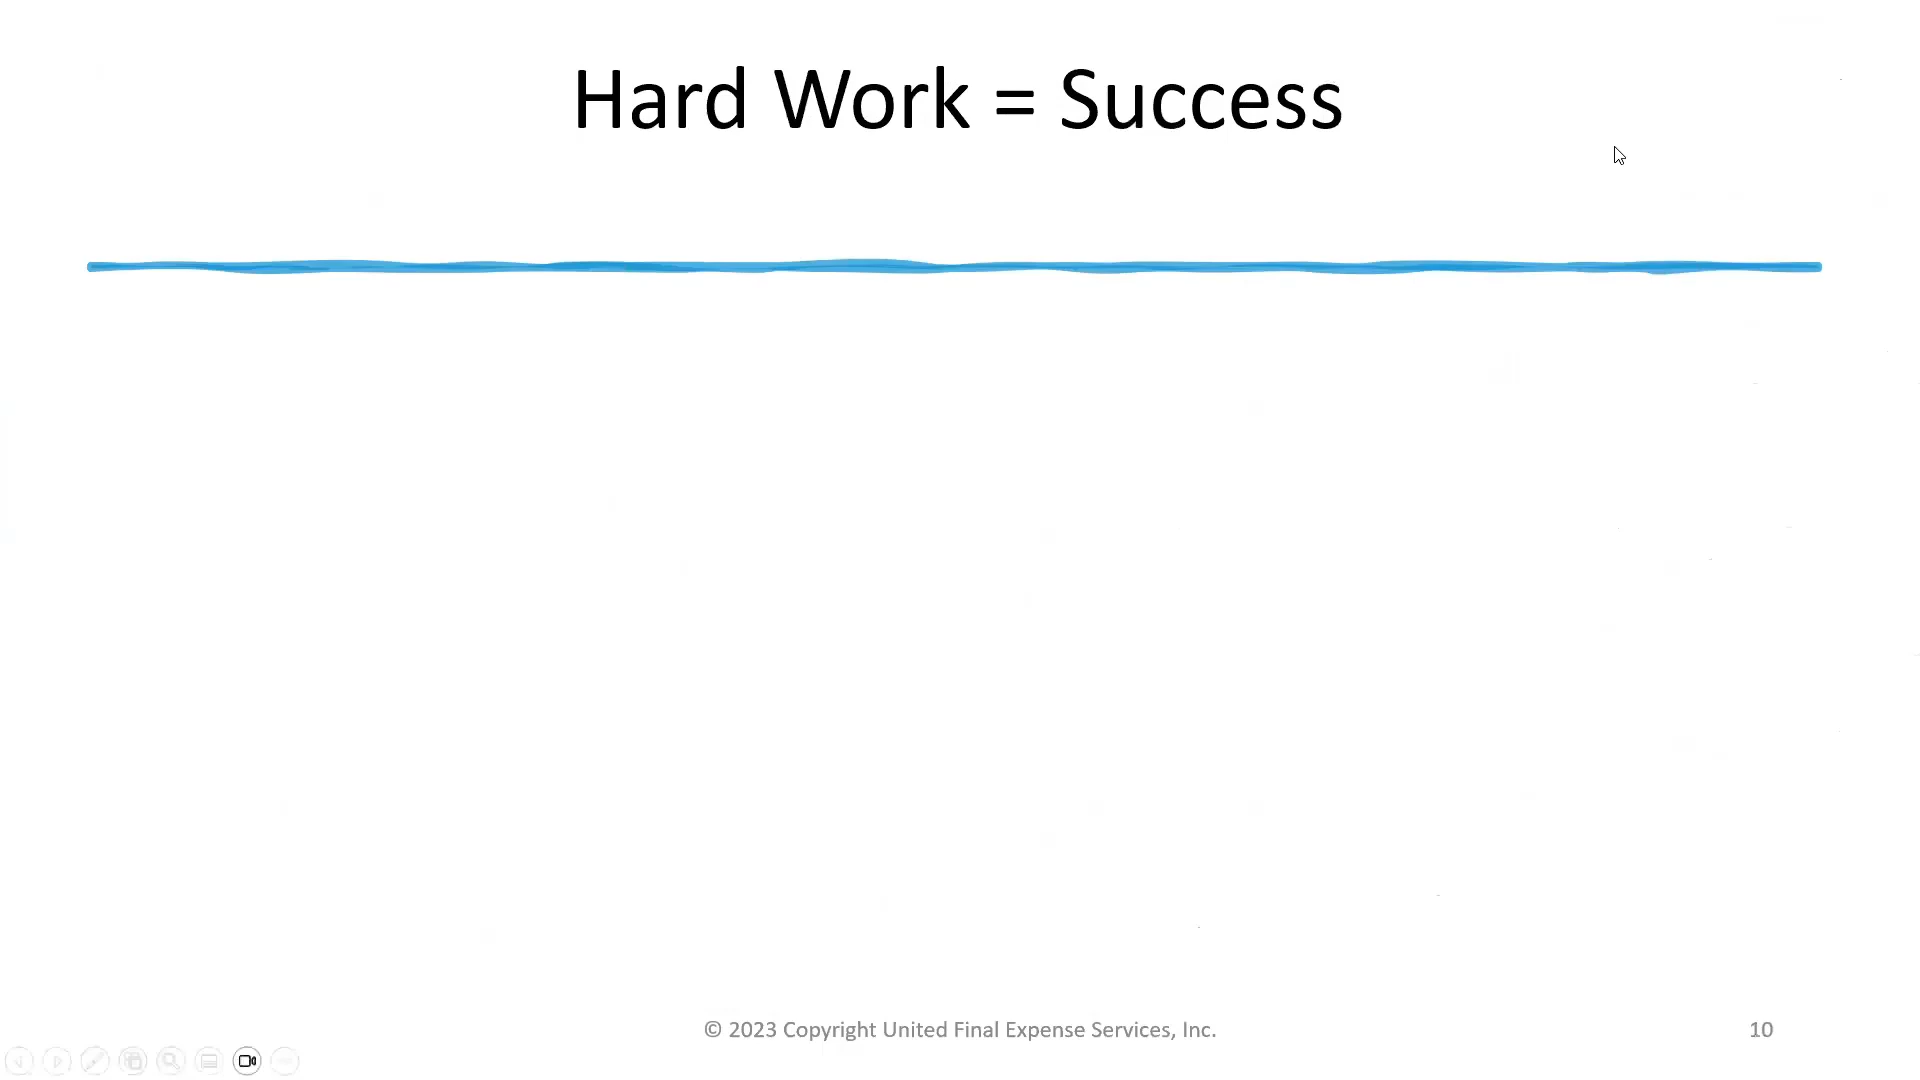 Hard Work = Success
© 2023 Copyright United Final Expense Services, Inc.
10